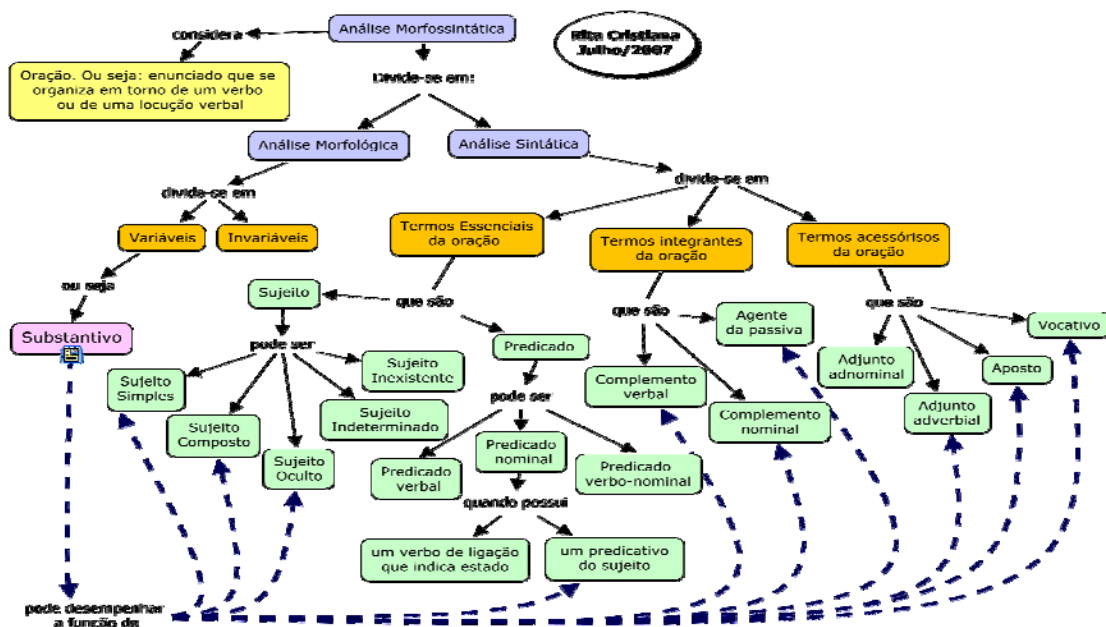 considera
Análise Morfossintática
Rita Cristiana
Julho/2007
Oração. Ou seja: enunciado que se
organiza em torno de um verbo
ou de uma locução verbal
Divide-se em:
Análise Morfológica
Análise Sintática
divide-se em
divide-se em
Variáveis
Invariáveis
Termos Essenciais
da oração
Termos integrantes
da oração
Termos acessórisos
da oração
ou seja
Substantivo
Sujeito
que são
que são
que são
Agente
da passiva
Vocativo
pode ser
Predicado
Sujeito
Simples
Sujeito
Inexistente
Sujeito
Composto
Sujeito
Indeterminado
Sujeito
Oculto
pode ser
Complemento
verbal
Complemento
nominal
Adjunto
adnominal
Aposto
Adjunto
adverbial
Predicado
verbal
Predicado
nominal
Predicado
verbo-nominal
quando possui
um verbo de ligação
que indica estado
um predicativo
do sujeito
pode desempenhar
a função de